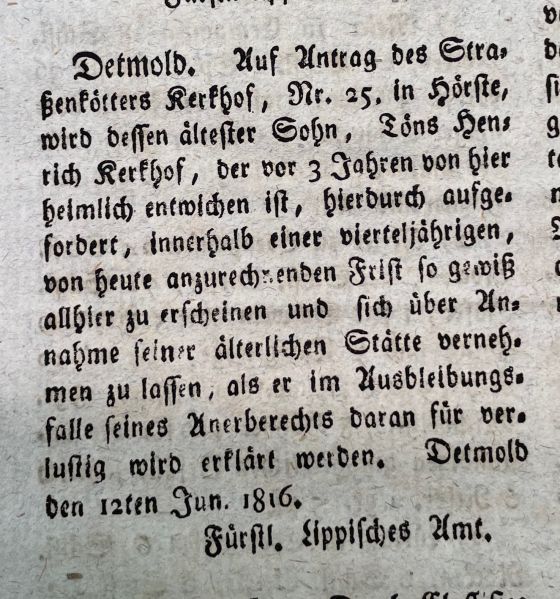 Detmold. Auf Antrag des Stra-
ßenkötters Kerkhof, Nr. 25. in Hörste,
wird dessen ältester Sohn, Töns Hen-
rich Kerkhof, der vor 3 Jahren von hier
heimlich entwichen ist, hierdurch aufge-
fordert, innerhalb einer vierteljährigen,
von heute anzurechnenden Frist so gewiß
allhier zu erscheinen und sich über An-
nahme seiner älterlichen Stätte verneh-
men zu lassen, als er im Ausbleibungs-
falle seines Anerberechts daran für ver-
lustig wird erklärt werden. Detmold
den 12ten Jun. 1816.
Fürstl. Lippisches Amt.